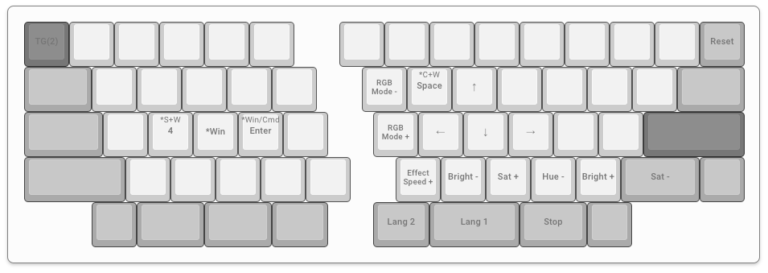 TG(2)
Reset
RGB
Mode -
*C+W
Space
↑
*S+W
4
*Win
*Win/Cmd
Enter
RGB
Mode +
←
↓
→
Effect
Speed +
Bright -
Sat +
Hue -
Bright +
Sat -
Lang 2
Lang 1
Stop